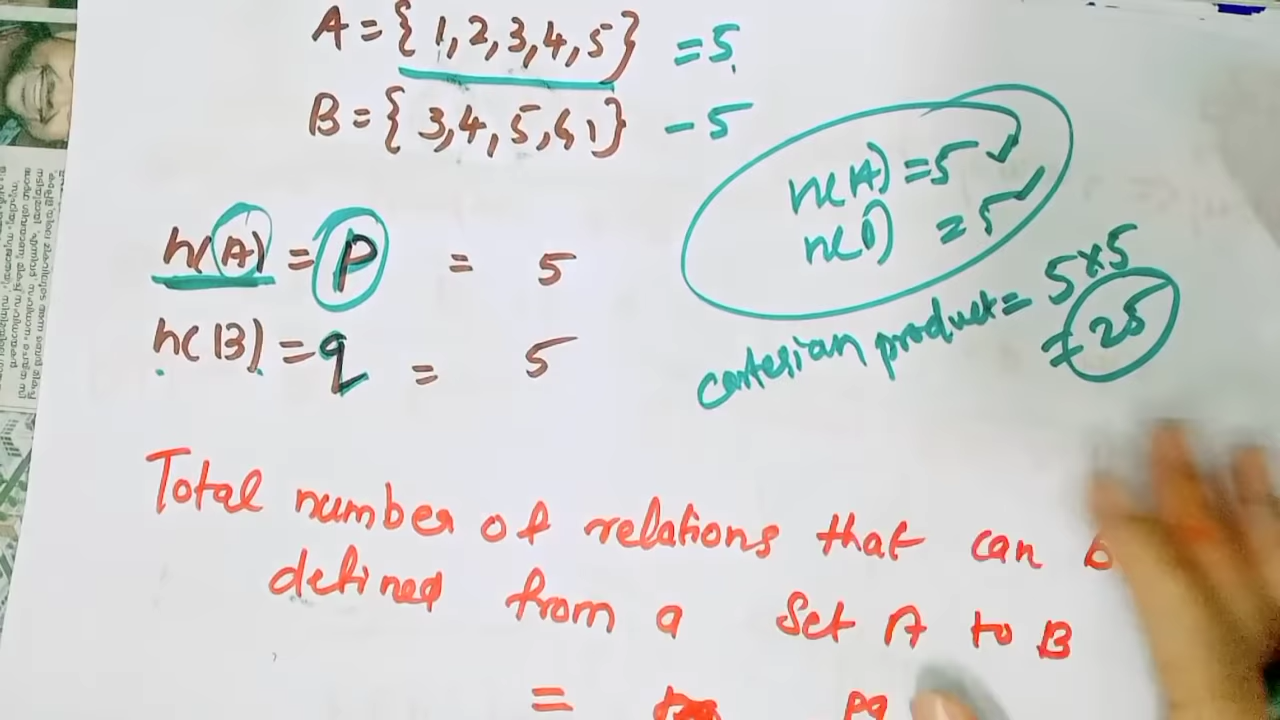 A = { 1, 2, 3, 4, 5 } = 5
B = { 3, 4, 5, 6, 1 } - 5
n(A) = 5
n(B) = 5
n(A) = p = 5
n(B) = q = 5
cartesian product = 5×5
= 25
Total number of relations that can
defined from a Set A to B
= pq